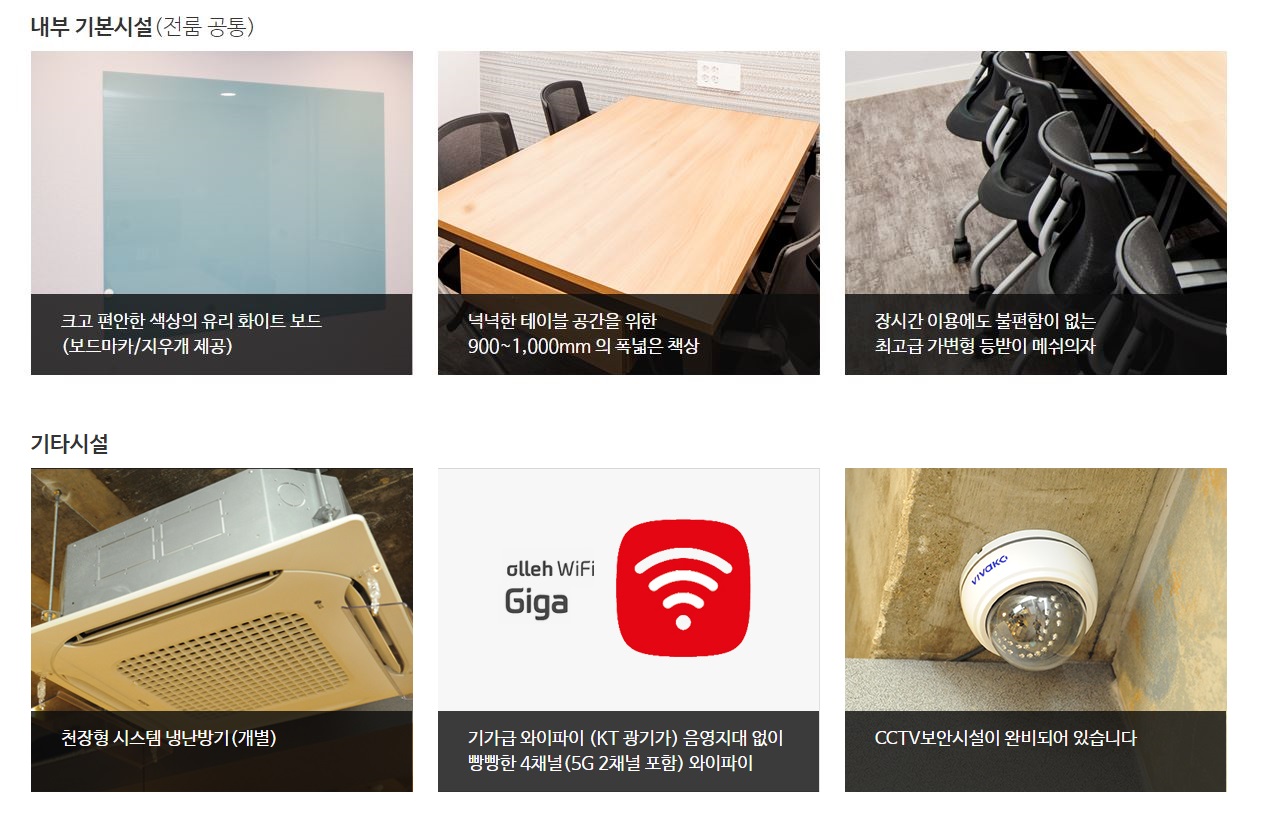 내부 기본시설(전룸 공통)
크고 편안한 색상의 유리 화이트 보드
(보드마카/지우개 제공)
넉넉한 테이블 공간을 위한
900~1,000mm 의 폭넓은 책상
장시간 이용에도 불편함이 없는
최고급 가변형 등받이 메쉬의자
기타시설
olleh WiFi
Giga
vivako
천장형 시스템 냉난방기(개별)
기가급 와이파이 (KT 광기가) 음영지대 없이
빵빵한 4채널(5G 2채널 포함) 와이파이
CCTV보안시설이 완비되어 있습니다